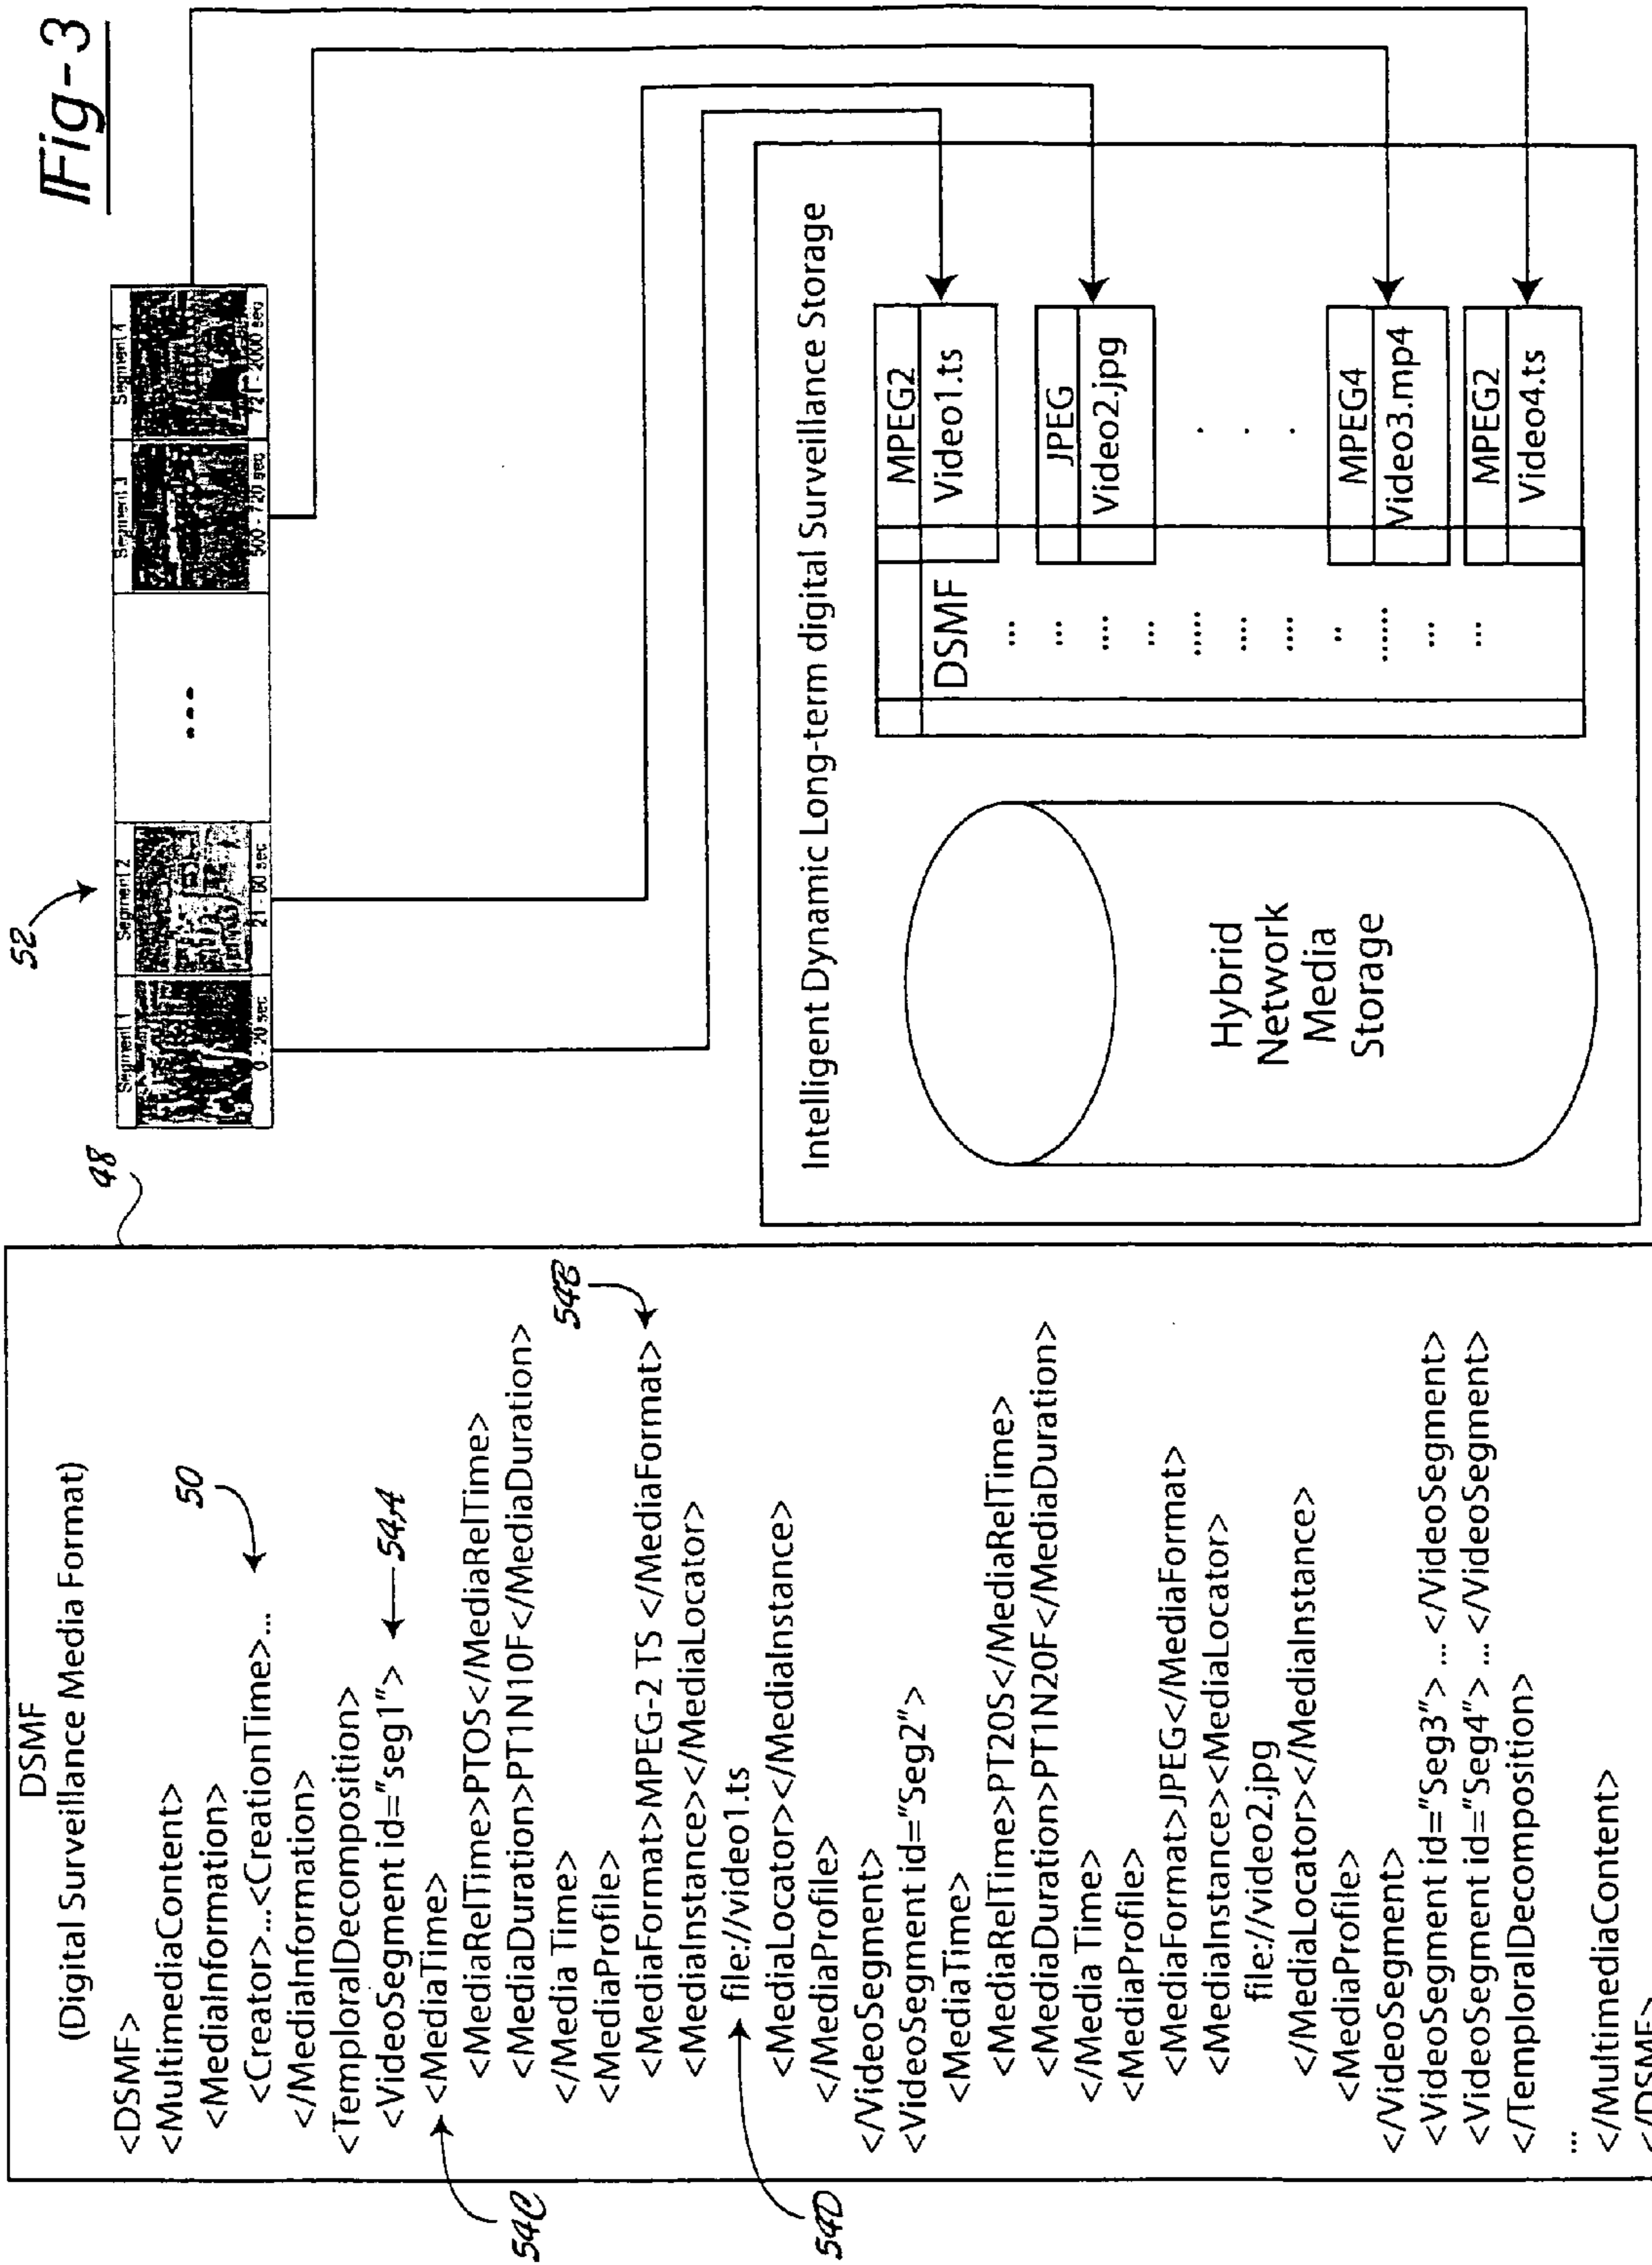 Fig-3
48
DSMF
(Digital Surveillance Media Format)
<DSMF>
<MultimediaContent>
<MediaInformation>
<Creator>...<CreationTime>...
50
</MediaInformation>
<TemploralDecomposition>
<VideoSegment id="seg1">
54A
<MediaTime>
54C
<MediaRelTime>PTOS</MediaRelTime>
<MediaDuration>PT1N10F</MediaDuration>
</Media Time>
<MediaProfile>
<MediaFormat>MPEG-2 TS </MediaFormat>
54B
<MediaInstance></MediaLocator>
file://video1.ts
54D
<MediaLocator></MediaInstance>
</MediaProfile>
</VideoSegment>
<VideoSegment id="Seg2">
<MediaTime>
<MediaRelTime>PT20S</MediaRelTime>
<MediaDuration>PT1N20F</MediaDuration>
</Media Time>
<MediaProfile>
<MediaFormat>JPEG</MediaFormat>
<MediaInstance><MediaLocator>
file://video2.jpg
</MediaLocator></MediaInstance>
<MediaProfile>
</VideoSegment>
<VideoSegment id="Seg3"> ... </VideoSegment>
<VideoSegment id="Seg4"> ... </VideoSegment>
</TemploralDecomposition>
...
</MultimediaContent>
</DSMF>
52
Segment 1
Segment 2
...
Segment 3
Segment 4
0 - 20 sec
21 - 60 sec
500 - 720 sec
721 - 2000 sec
Intelligent Dynamic Long-term digital Surveillance Storage
Hybrid
Network
Media
Storage
DSMF
...
...
....
...
.....
....
....
..
......
...
...
MPEG2
Video1.ts
JPEG
Video2.jpg
. . .
MPEG4
Video3.mp4
MPEG2
Video4.ts